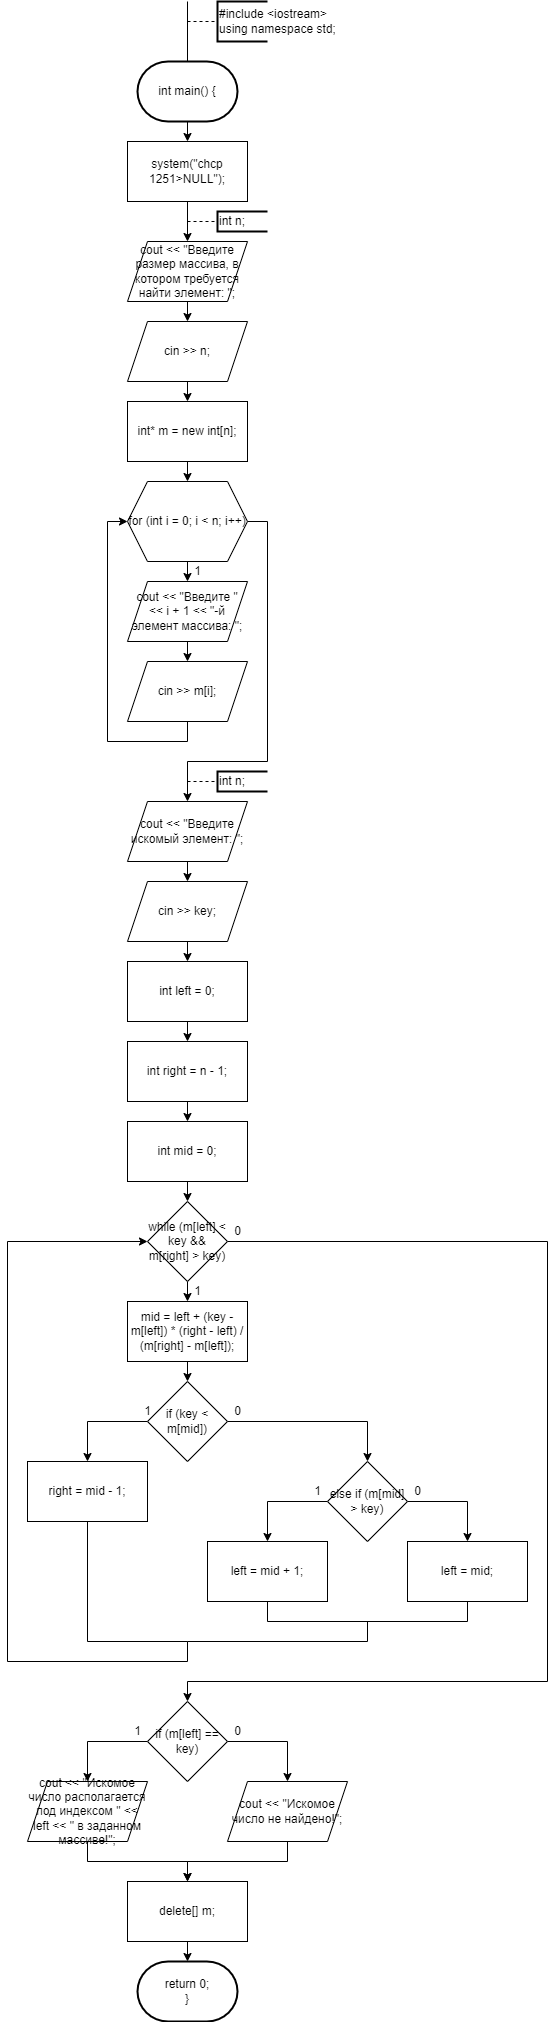 #include <iostream>
using namespace std;
int main() {
system("chcp
1251>NULL");
int n;
cout << "Введите
размер массива, в
котором требуется
найти элемент: ";
cin >> n;
int* m = new int[n];
for (int i = 0; i < n; i++)
1
cout << "Введите "
<< i + 1 << "-й
элемент массива: ";
cin >> m[i];
int n;
cout << "Введите
искомый элемент: ";
cin >> key;
int left = 0;
int right = n - 1;
int mid = 0;
while (m[left] <
key &&
m[right] > key)
0
1
mid = left + (key -
m[left]) * (right - left) /
(m[right] - m[left]);
if (key <
m[mid])
1
0
right = mid - 1;
else if (m[mid]
> key)
1
0
left = mid + 1;
left = mid;
if (m[left] ==
key)
1
0
cout << "Искомое
число располагается
под индексом " <<
left << " в заданном
массиве!";
cout << "Искомое
число не найдено!";
delete[] m;
return 0;
}